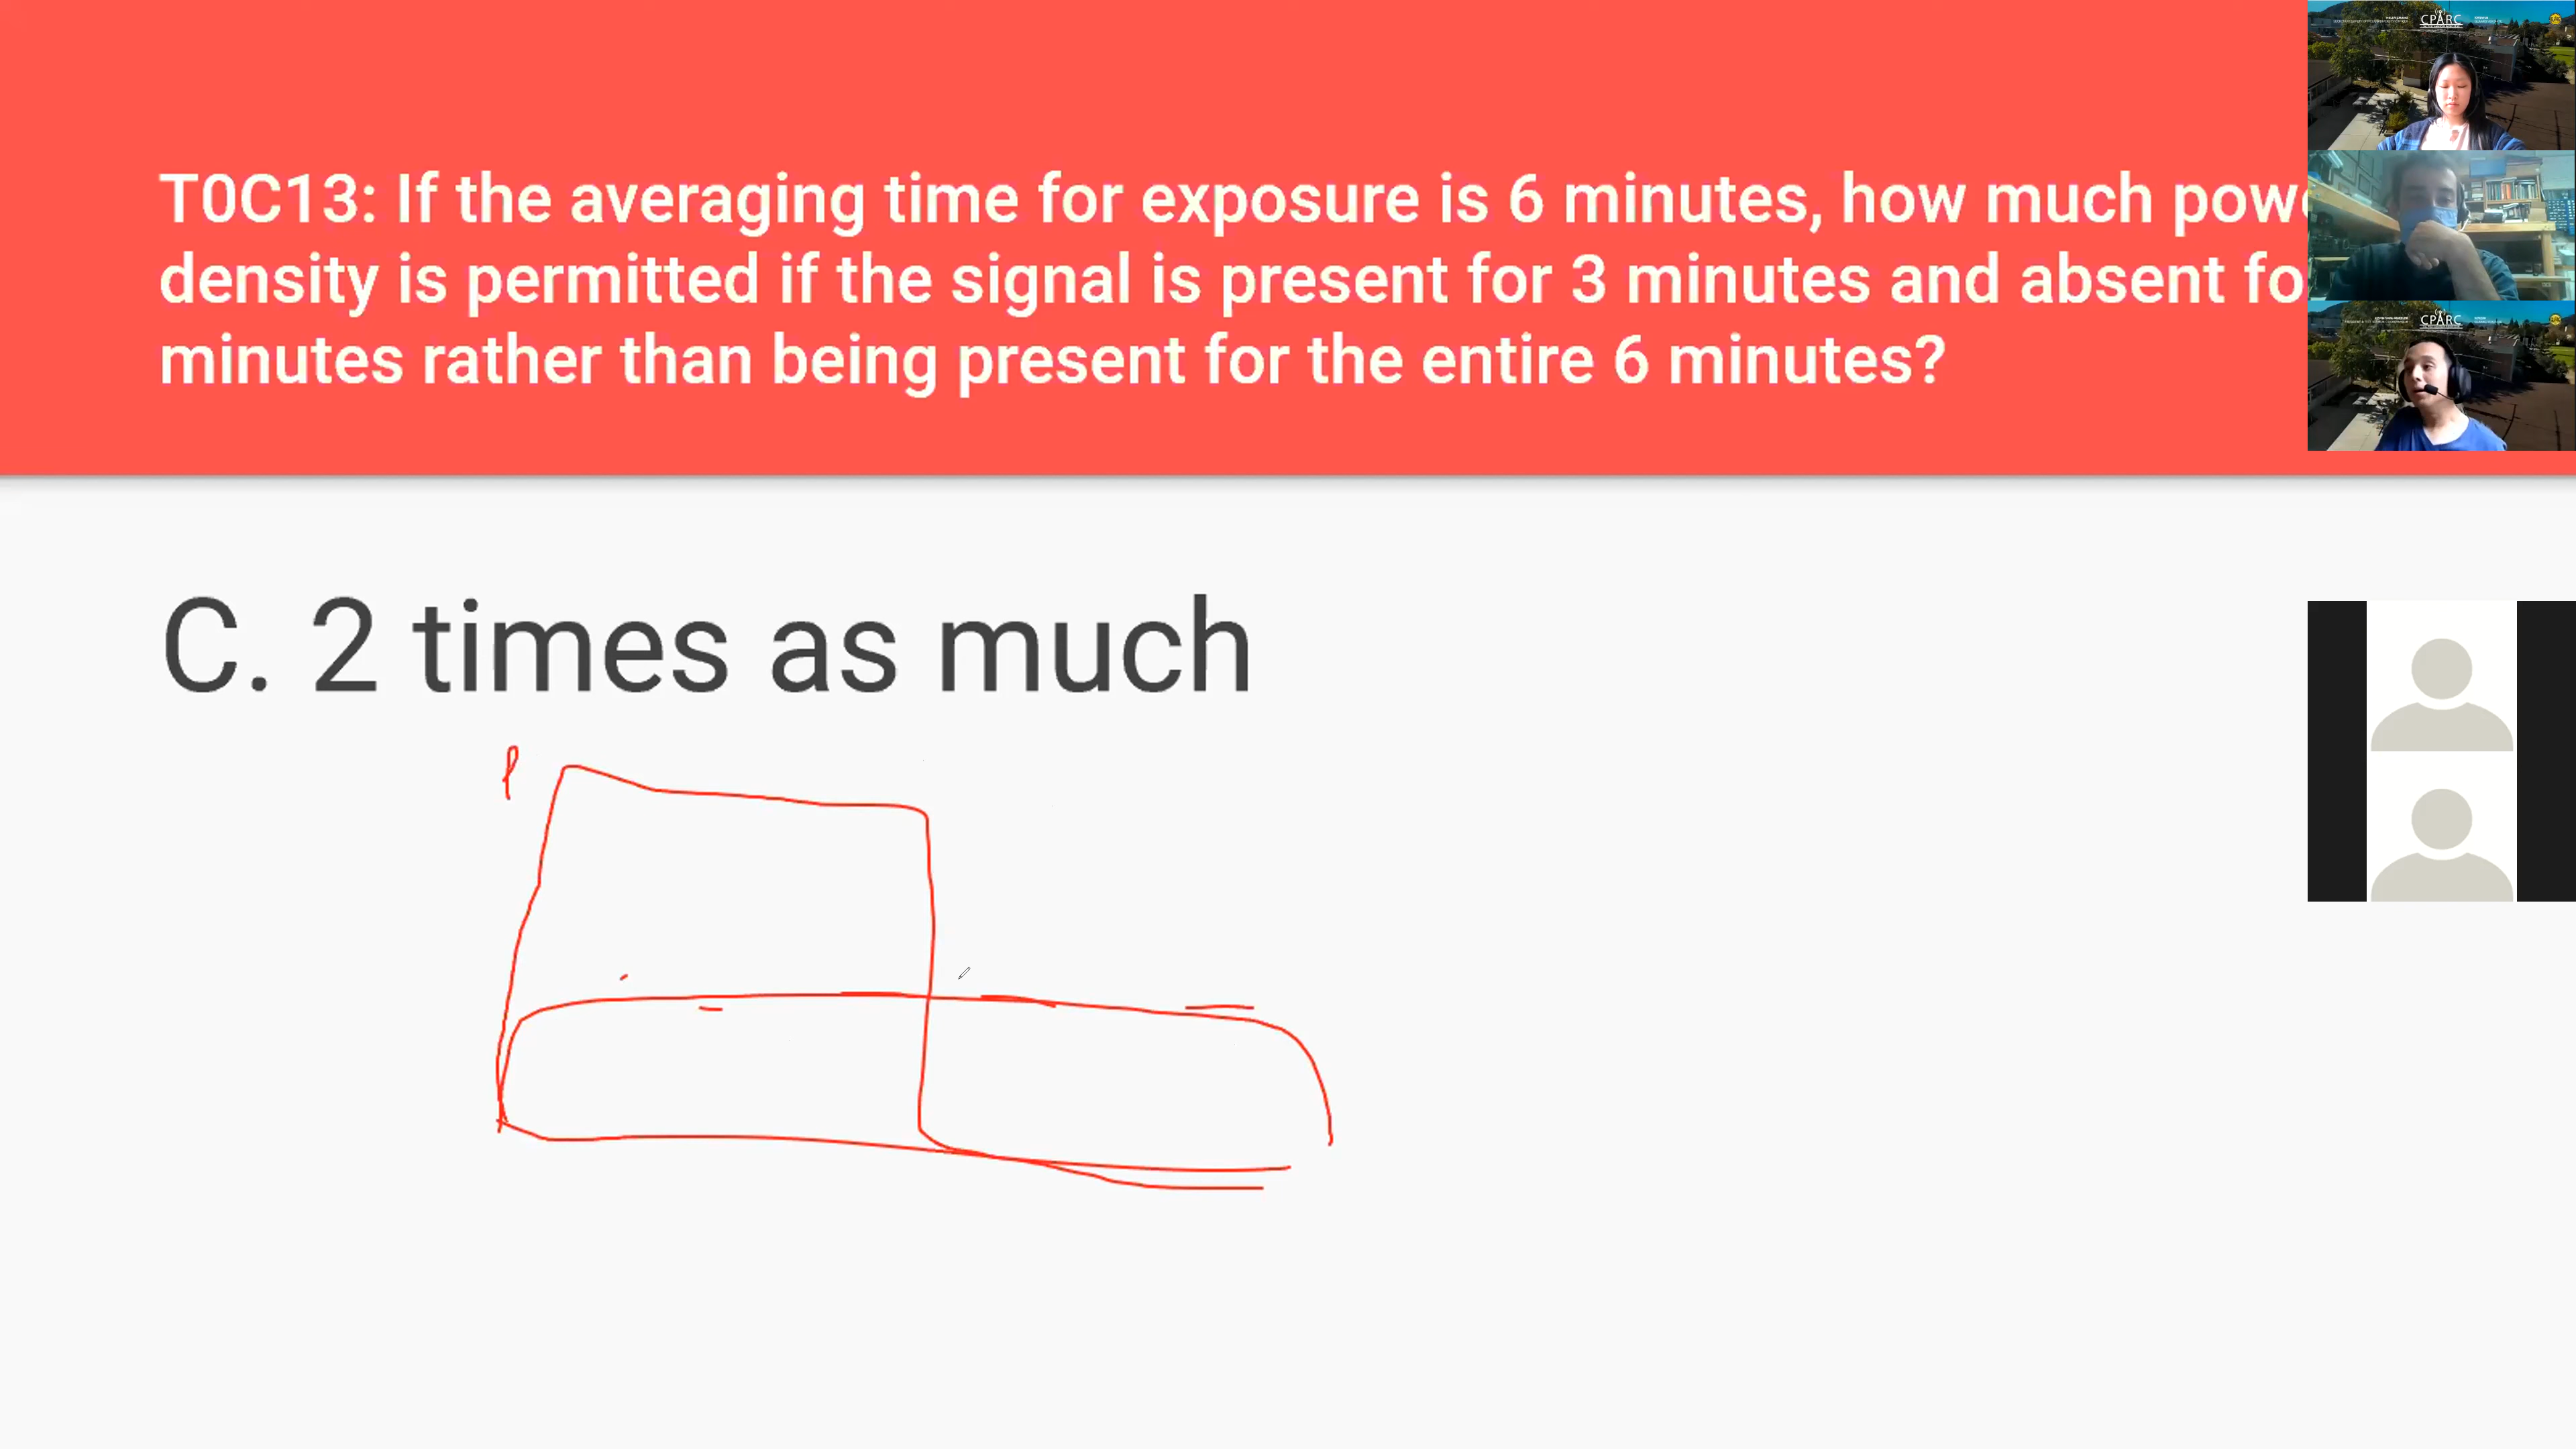 T0C13: If the averaging time for exposure is 6 minutes, how much
density is permitted if the signal is present for 3 minutes and absent
minutes rather than being present for the entire 6 minutes?
C. 2 times as much
P
CPARC
CPARC